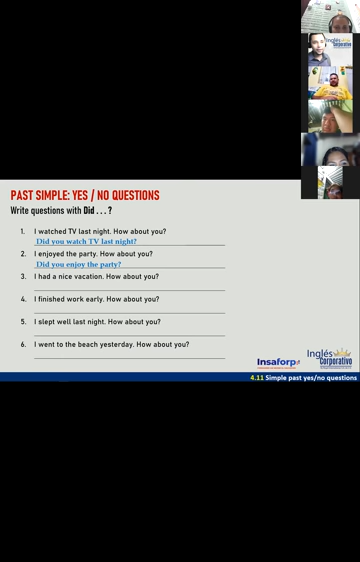 Inglés
Corporativo
PAST SIMPLE: YES / NO QUESTIONS
Write questions with Did . . . ?
1. I watched TV last night. How about you?
Did you watch TV last night?
2. I enjoyed the party. How about you?
Did you enjoy the party?
3. I had a nice vacation. How about you?
4. I finished work early. How about you?
5. I slept well last night. How about you?
6. I went to the beach yesterday. How about you?
Insaforp
Inglés
Corporativo
4.11 Simple past yes/no questions